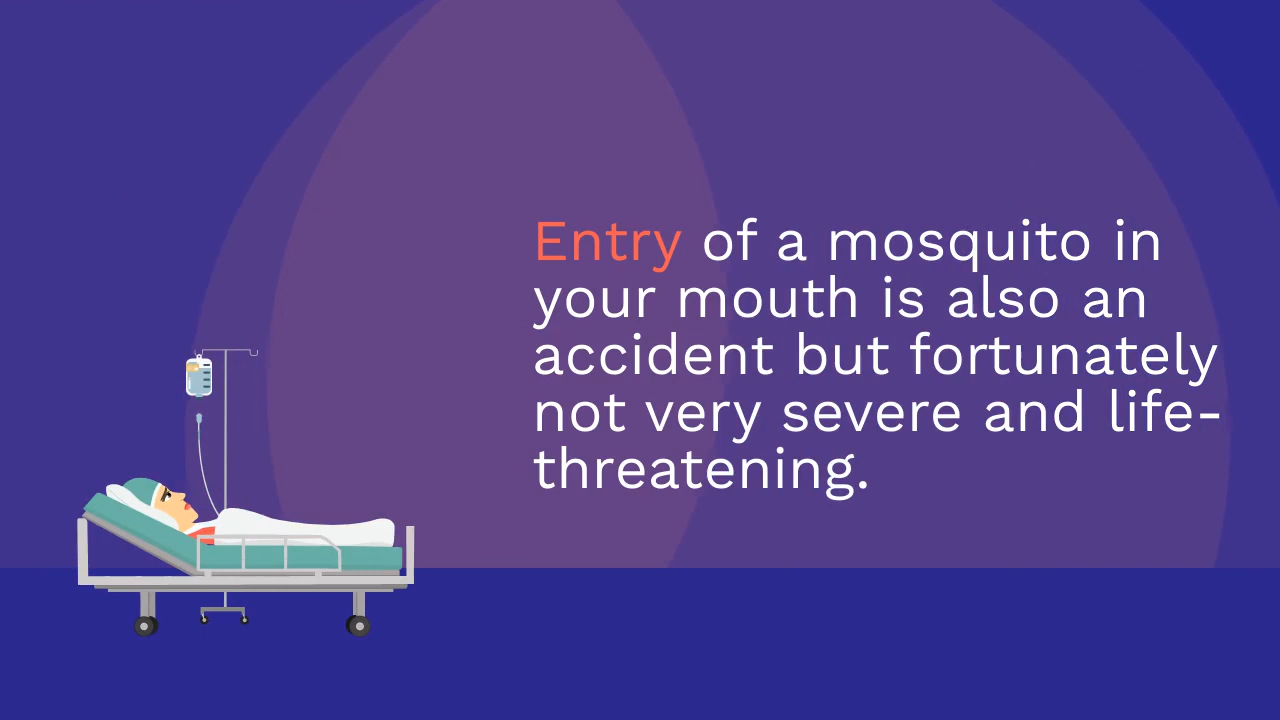 Entry of a mosquito in
your mouth is also an
accident but fortunately
not very severe and life-
threatening.